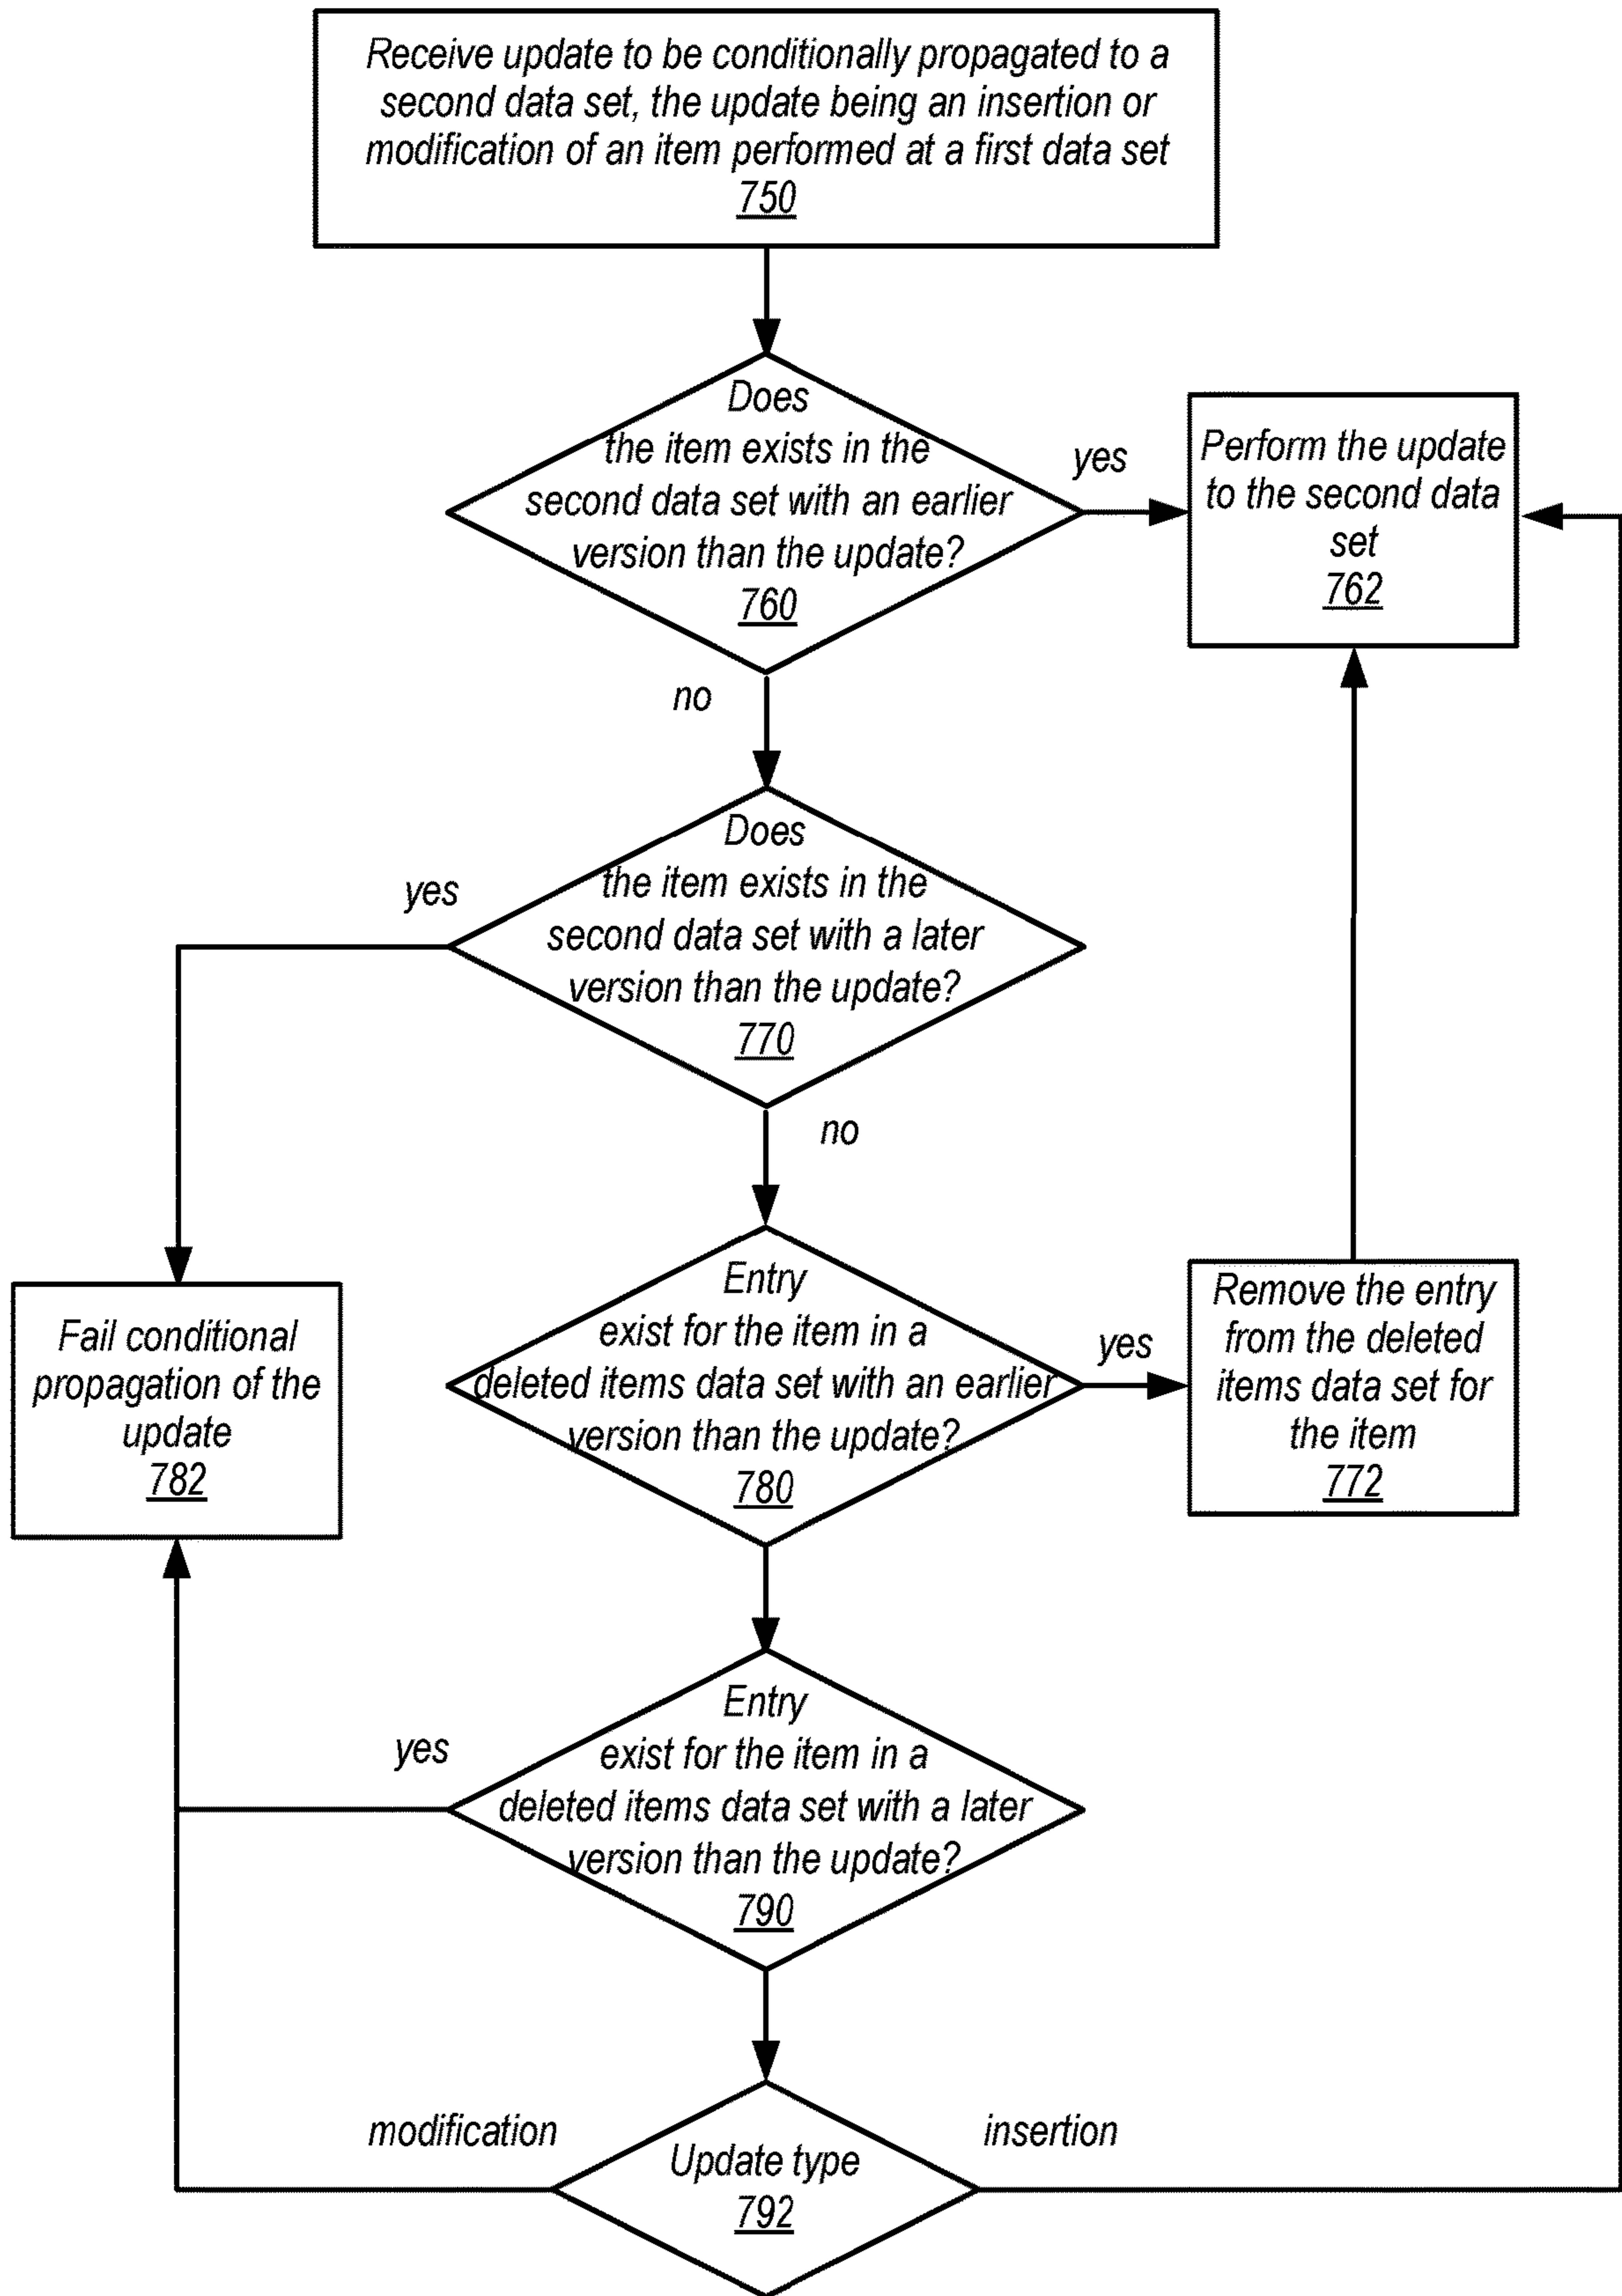 Receive update to be conditionally propagated to a
second data set, the update being an insertion or
modification of an item performed at a first data set
750
Does
the item exists in the
second data set with an earlier
version than the update?
760
yes
Perform the update
to the second data
set
762
no
Does
the item exists in the
second data set with a later
version than the update?
770
yes
no
Entry
exist for the item in a
deleted items data set with an earlier
version than the update?
780
yes
Remove the entry
from the deleted
items data set for
the item
772
Fail conditional
propagation of the
update
782
Entry
exist for the item in a
deleted items data set with a later
version than the update?
790
yes
Update type
792
modification
insertion